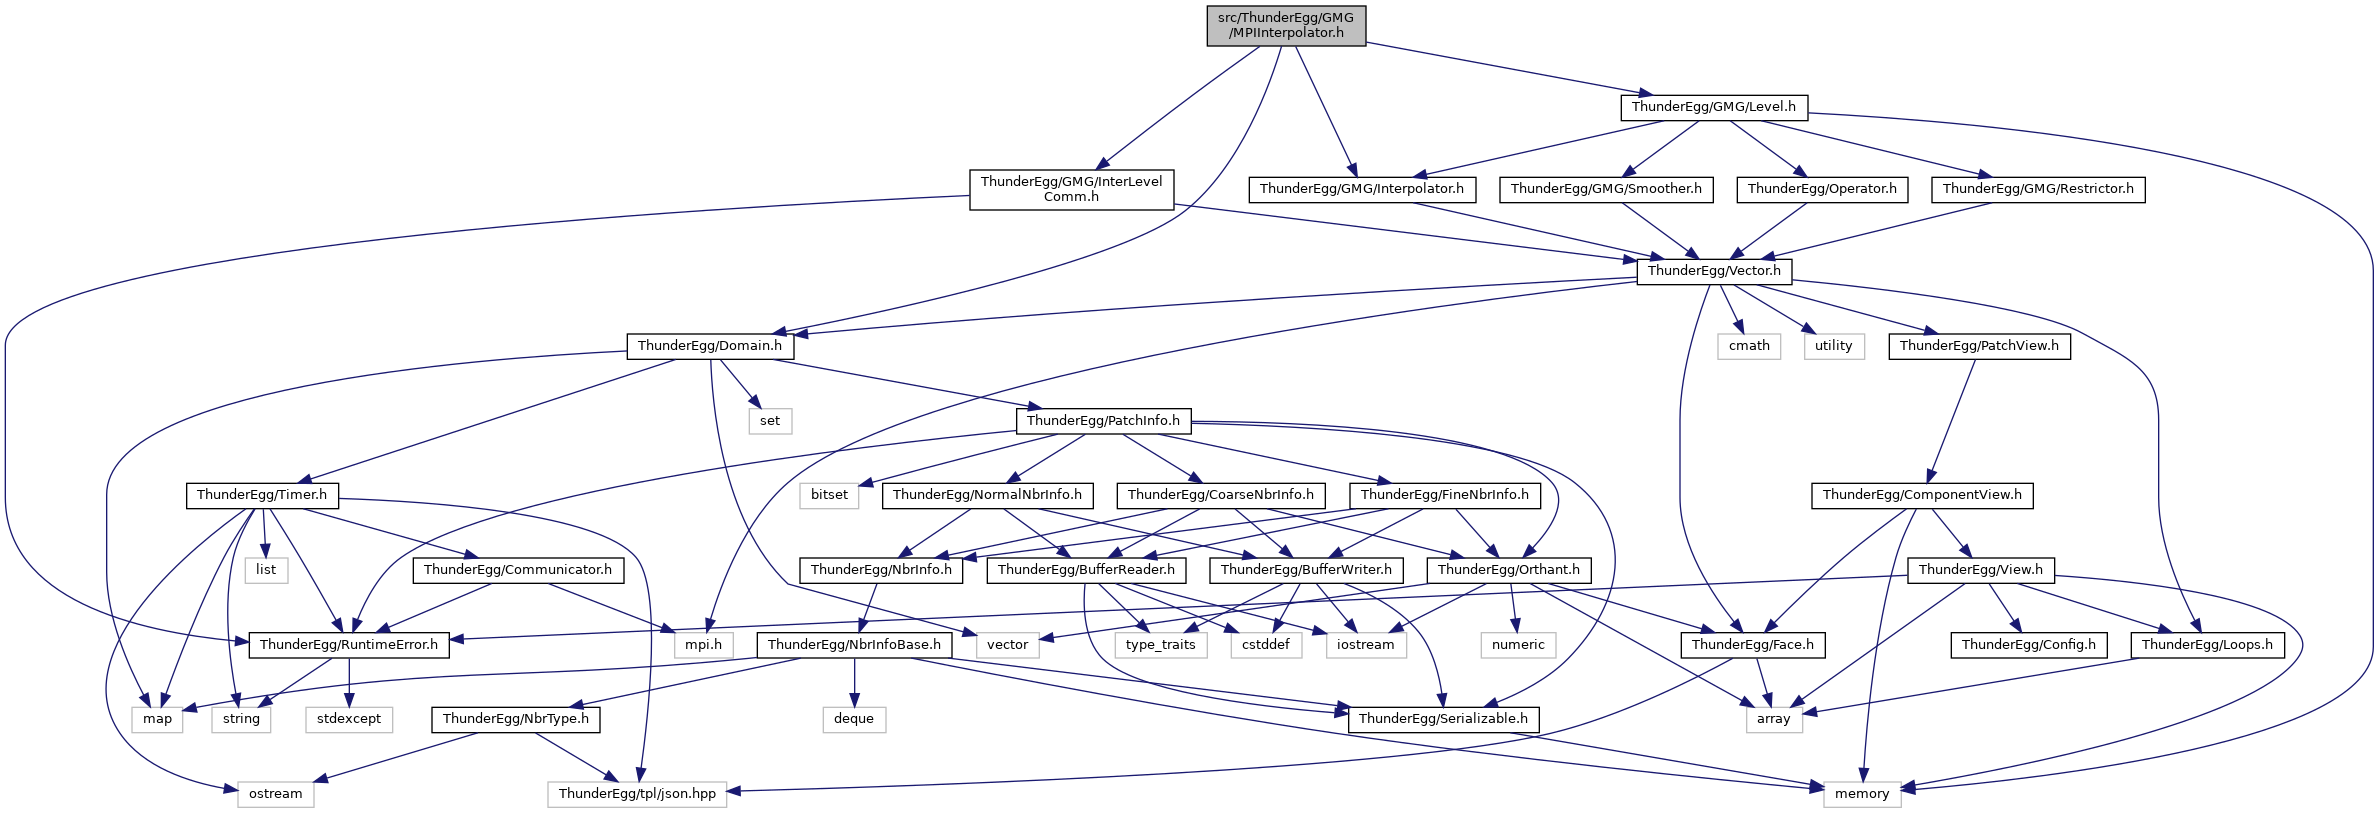 src/ThunderEgg/GMG
/MPIInterpolator.h
ThunderEgg/GMG/Level.h
ThunderEgg/GMG/InterLevel
Comm.h
ThunderEgg/GMG/Interpolator.h
ThunderEgg/GMG/Smoother.h
ThunderEgg/Operator.h
ThunderEgg/GMG/Restrictor.h
ThunderEgg/Vector.h
ThunderEgg/Domain.h
cmath
utility
ThunderEgg/PatchView.h
set
ThunderEgg/PatchInfo.h
ThunderEgg/Timer.h
bitset
ThunderEgg/NormalNbrInfo.h
ThunderEgg/CoarseNbrInfo.h
ThunderEgg/FineNbrInfo.h
ThunderEgg/ComponentView.h
list
ThunderEgg/Communicator.h
ThunderEgg/NbrInfo.h
ThunderEgg/BufferReader.h
ThunderEgg/BufferWriter.h
ThunderEgg/Orthant.h
ThunderEgg/View.h
ThunderEgg/RuntimeError.h
mpi.h
ThunderEgg/NbrInfoBase.h
vector
type_traits
cstddef
iostream
numeric
ThunderEgg/Face.h
ThunderEgg/Config.h
ThunderEgg/Loops.h
map
string
stdexcept
ThunderEgg/NbrType.h
deque
ThunderEgg/Serializable.h
array
ostream
ThunderEgg/tpl/json.hpp
memory